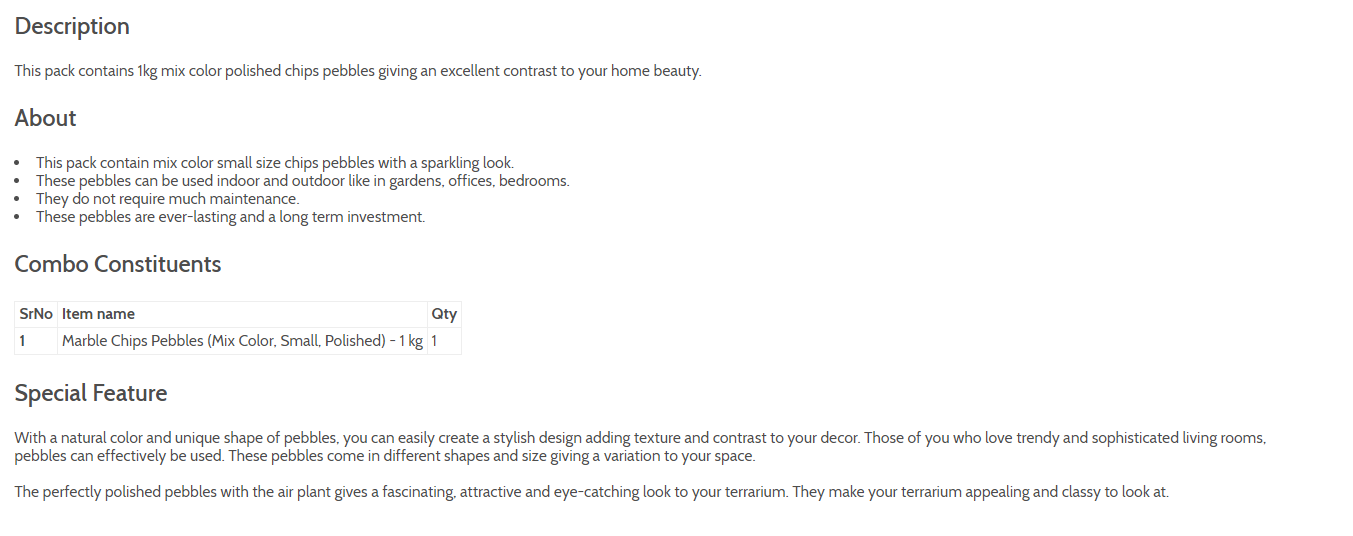 Description
This pack contains 1kg mix color polished chips pebbles giving an excellent contrast to your home beauty.
About
• This pack contain mix color small size chips pebbles with a sparkling look.
• These pebbles can be used indoor and outdoor like in gardens, offices, bedrooms.
• They do not require much maintenance.
• These pebbles are ever-lasting and a long term investment.
Combo Constituents
SrNo Item name Qty
1 Marble Chips Pebbles (Mix Color, Small, Polished) - 1 kg 1
Special Feature
With a natural color and unique shape of pebbles, you can easily create a stylish design adding texture and contrast to your decor. Those of you who love trendy and sophisticated living rooms,
pebbles can effectively be used. These pebbles come in different shapes and size giving a variation to your space.
The perfectly polished pebbles with the air plant gives a fascinating, attractive and eye-catching look to your terrarium. They make your terrarium appealing and classy to look at.